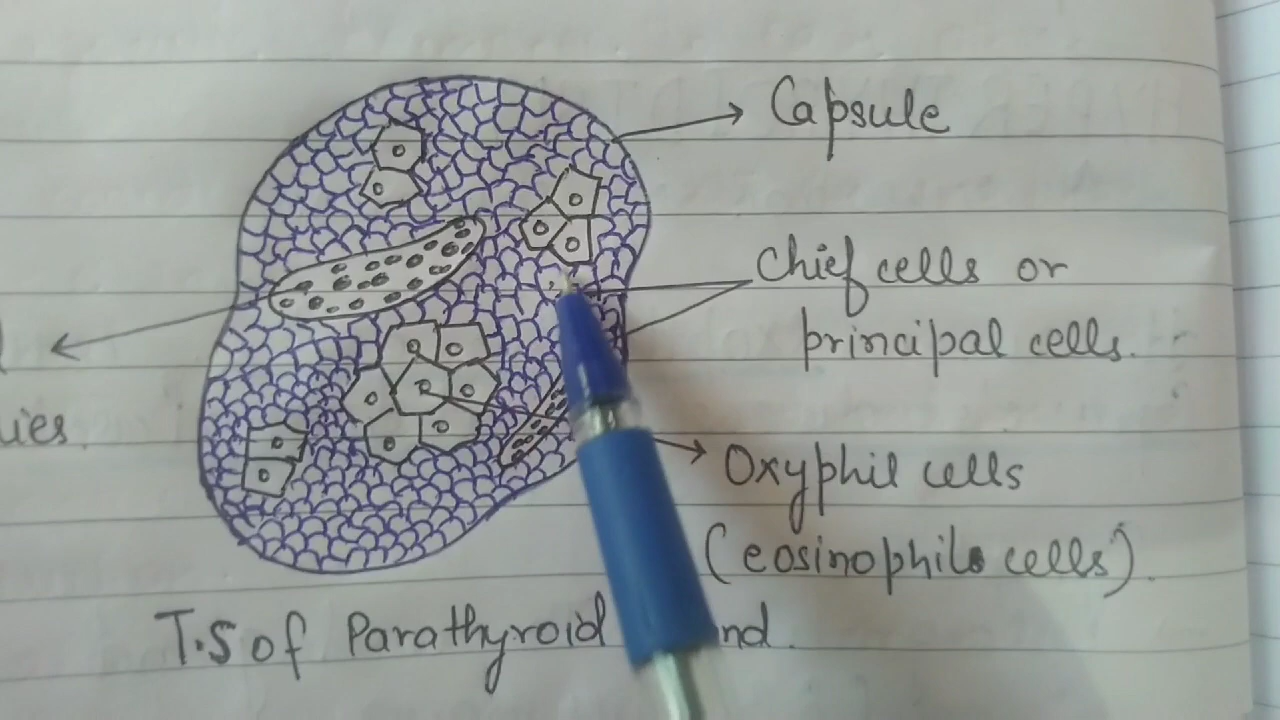 Capsule
Chief cells or
principal cells.
Oxyphil cells
(eosinophils cells).
T.S of Parathyroid